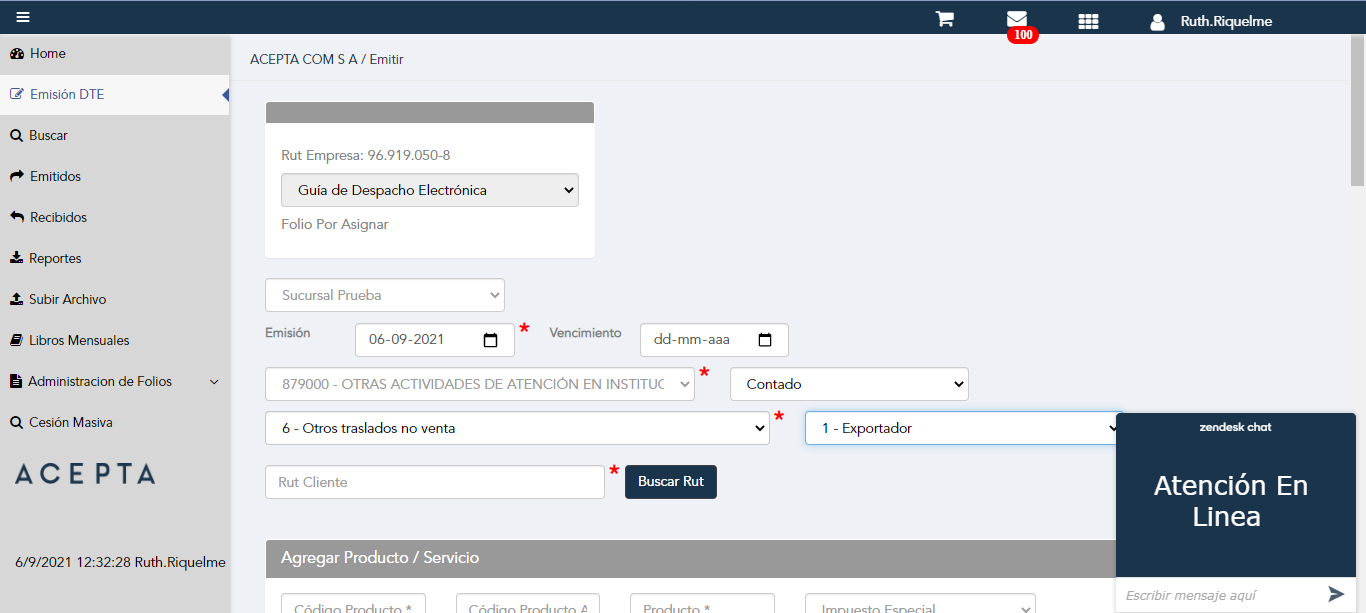 100
Ruth.Riquelme
Home
Emisión DTE
Buscar
Emitidos
Recibidos
Reportes
Subir Archivo
Libros Mensuales
Administracion de Folios
Cesión Masiva
ACEPTA
6/9/2021 12:32:28 Ruth.Riquelme
ACEPTA COM S A / Emitir
Rut Empresa: 96.919.050-8
Guía de Despacho Electrónica
Folio Por Asignar
Sucursal Prueba
Emisión 06-09-2021 * Vencimiento dd-mm-aaa
879000 - OTRAS ACTIVIDADES DE ATENCIÓN EN INSTITUC * Contado
6 - Otros traslados no venta * 1 - Exportador
Rut Cliente * Buscar Rut
Agregar Producto / Servicio
Código Producto * Código Producto A Producto * Impuesto Especial
zendesk chat
Atención En
Linea
Escribir mensaje aquí